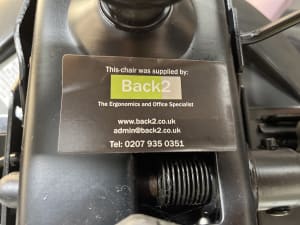 This chair was supplied by:
Back2
The Ergonomics and Office Specialist
www.back2.co.uk
admin@back2.co.uk
Tel: 0207 935 0351